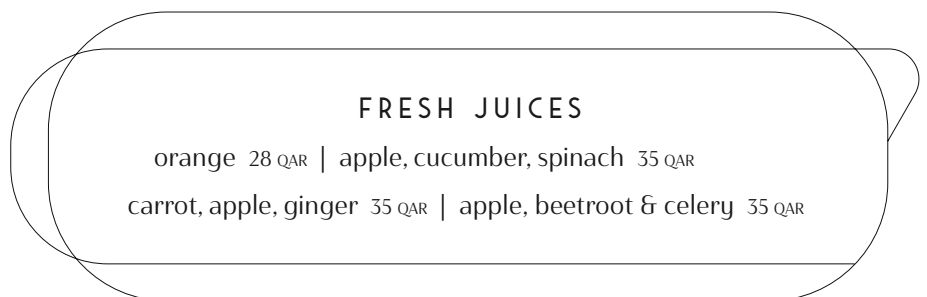 FRESH JUICES
orange 28 QAR | apple, cucumber, spinach 35 QAR
carrot, apple, ginger 35 QAR | apple, beetroot & celery 35 QAR